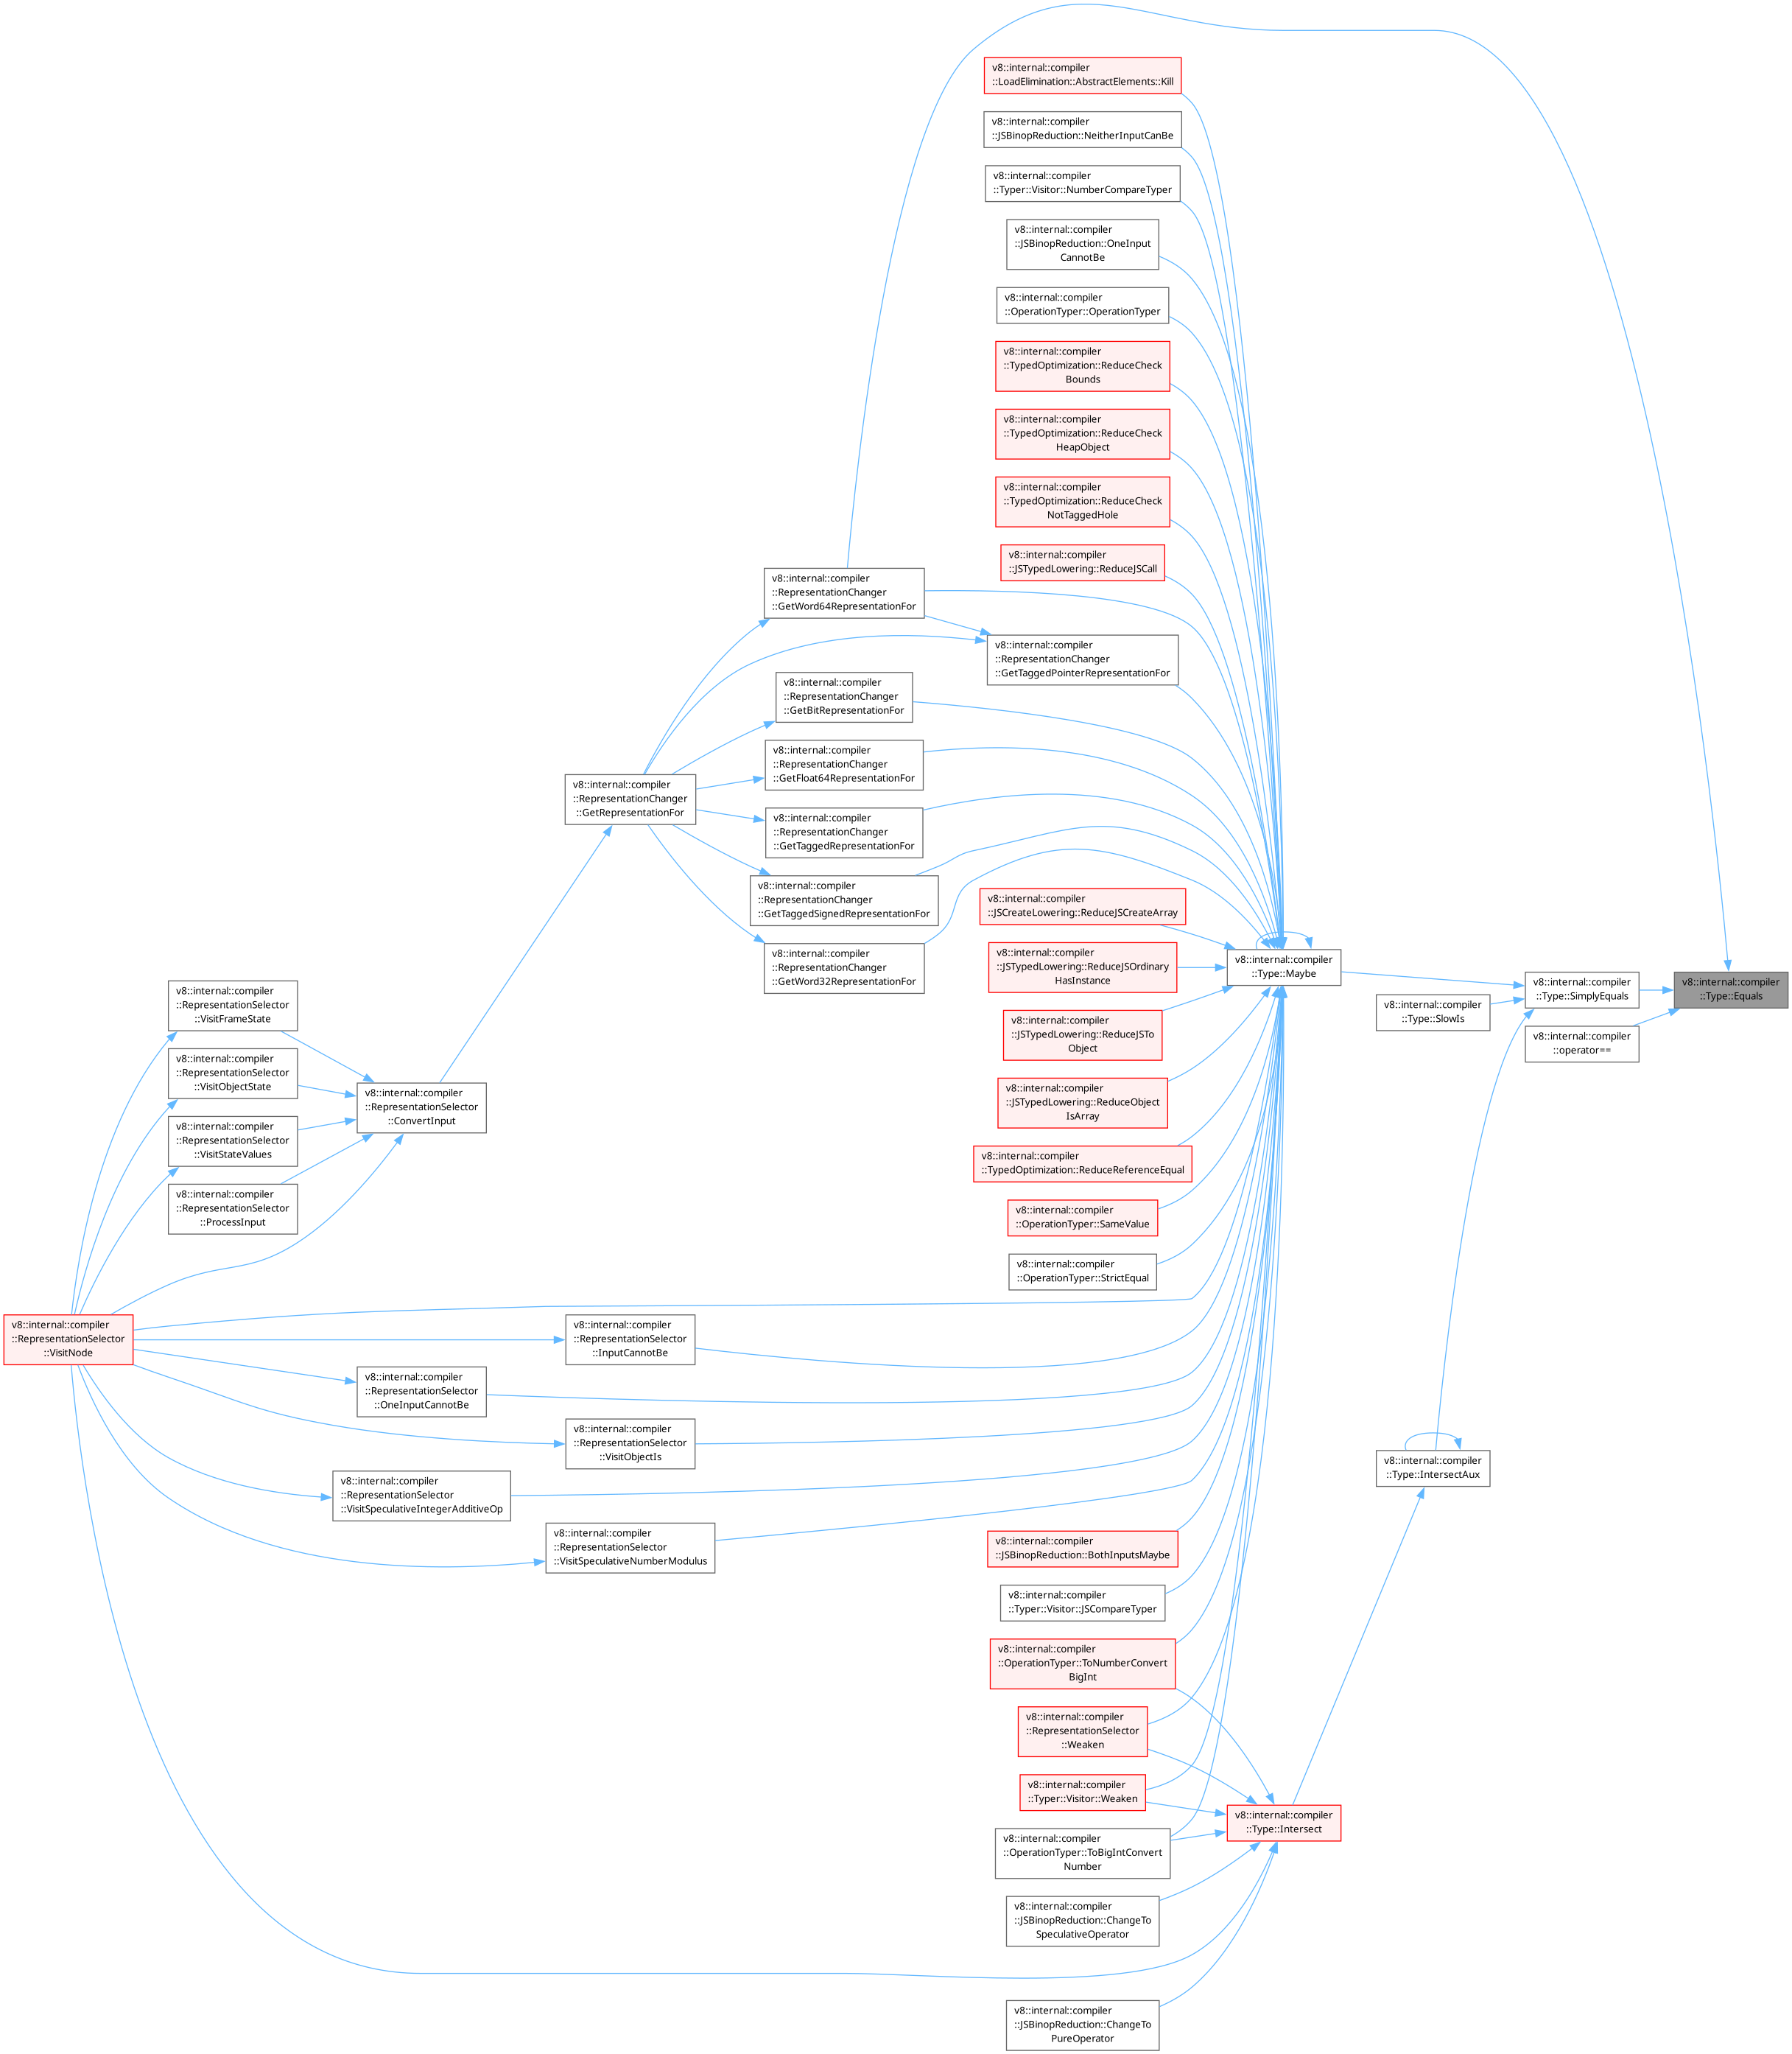 v8::internal::compiler
::LoadElimination::AbstractElements::Kill
v8::internal::compiler
::JSBinopReduction::NeitherInputCanBe
v8::internal::compiler
::Typer::Visitor::NumberCompareTyper
v8::internal::compiler
::JSBinopReduction::OneInput
CannotBe
v8::internal::compiler
::OperationTyper::OperationTyper
v8::internal::compiler
::TypedOptimization::ReduceCheck
Bounds
v8::internal::compiler
::TypedOptimization::ReduceCheck
HeapObject
v8::internal::compiler
::TypedOptimization::ReduceCheck
NotTaggedHole
v8::internal::compiler
::JSTypedLowering::ReduceJSCall
v8::internal::compiler
::RepresentationChanger
::GetWord64RepresentationFor
v8::internal::compiler
::RepresentationChanger
::GetTaggedPointerRepresentationFor
v8::internal::compiler
::RepresentationChanger
::GetBitRepresentationFor
v8::internal::compiler
::RepresentationChanger
::GetFloat64RepresentationFor
v8::internal::compiler
::RepresentationChanger
::GetRepresentationFor
v8::internal::compiler
::RepresentationChanger
::GetTaggedRepresentationFor
v8::internal::compiler
::RepresentationChanger
::GetTaggedSignedRepresentationFor
v8::internal::compiler
::JSCreateLowering::ReduceJSCreateArray
v8::internal::compiler
::RepresentationChanger
::GetWord32RepresentationFor
v8::internal::compiler
::JSTypedLowering::ReduceJSOrdinary
HasInstance
v8::internal::compiler
::Type::Maybe
v8::internal::compiler
::Type::SimplyEquals
v8::internal::compiler
::Type::Equals
v8::internal::compiler
::RepresentationSelector
::VisitFrameState
v8::internal::compiler
::Type::SlowIs
v8::internal::compiler
::JSTypedLowering::ReduceJSTo
Object
v8::internal::compiler
::operator==
v8::internal::compiler
::RepresentationSelector
::VisitObjectState
v8::internal::compiler
::RepresentationSelector
::ConvertInput
v8::internal::compiler
::JSTypedLowering::ReduceObject
IsArray
v8::internal::compiler
::RepresentationSelector
::VisitStateValues
v8::internal::compiler
::TypedOptimization::ReduceReferenceEqual
v8::internal::compiler
::RepresentationSelector
::ProcessInput
v8::internal::compiler
::OperationTyper::SameValue
v8::internal::compiler
::OperationTyper::StrictEqual
v8::internal::compiler
::RepresentationSelector
::VisitNode
v8::internal::compiler
::RepresentationSelector
::InputCannotBe
v8::internal::compiler
::RepresentationSelector
::OneInputCannotBe
v8::internal::compiler
::RepresentationSelector
::VisitObjectIs
v8::internal::compiler
::Type::IntersectAux
v8::internal::compiler
::RepresentationSelector
::VisitSpeculativeIntegerAdditiveOp
v8::internal::compiler
::RepresentationSelector
::VisitSpeculativeNumberModulus
v8::internal::compiler
::JSBinopReduction::BothInputsMaybe
v8::internal::compiler
::Typer::Visitor::JSCompareTyper
v8::internal::compiler
::OperationTyper::ToNumberConvert
BigInt
v8::internal::compiler
::RepresentationSelector
::Weaken
v8::internal::compiler
::Typer::Visitor::Weaken
v8::internal::compiler
::Type::Intersect
v8::internal::compiler
::OperationTyper::ToBigIntConvert
Number
v8::internal::compiler
::JSBinopReduction::ChangeTo
SpeculativeOperator
v8::internal::compiler
::JSBinopReduction::ChangeTo
PureOperator